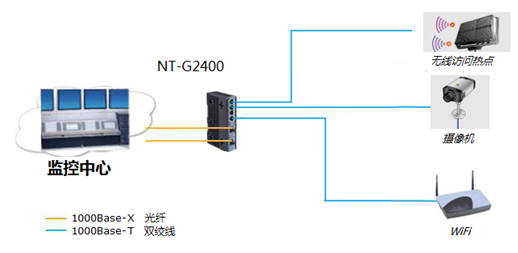 NT-G2400
无线访问热点
摄像机
监控中心
1000Base-X 光纤
1000Base-T 双绞线
WiFi